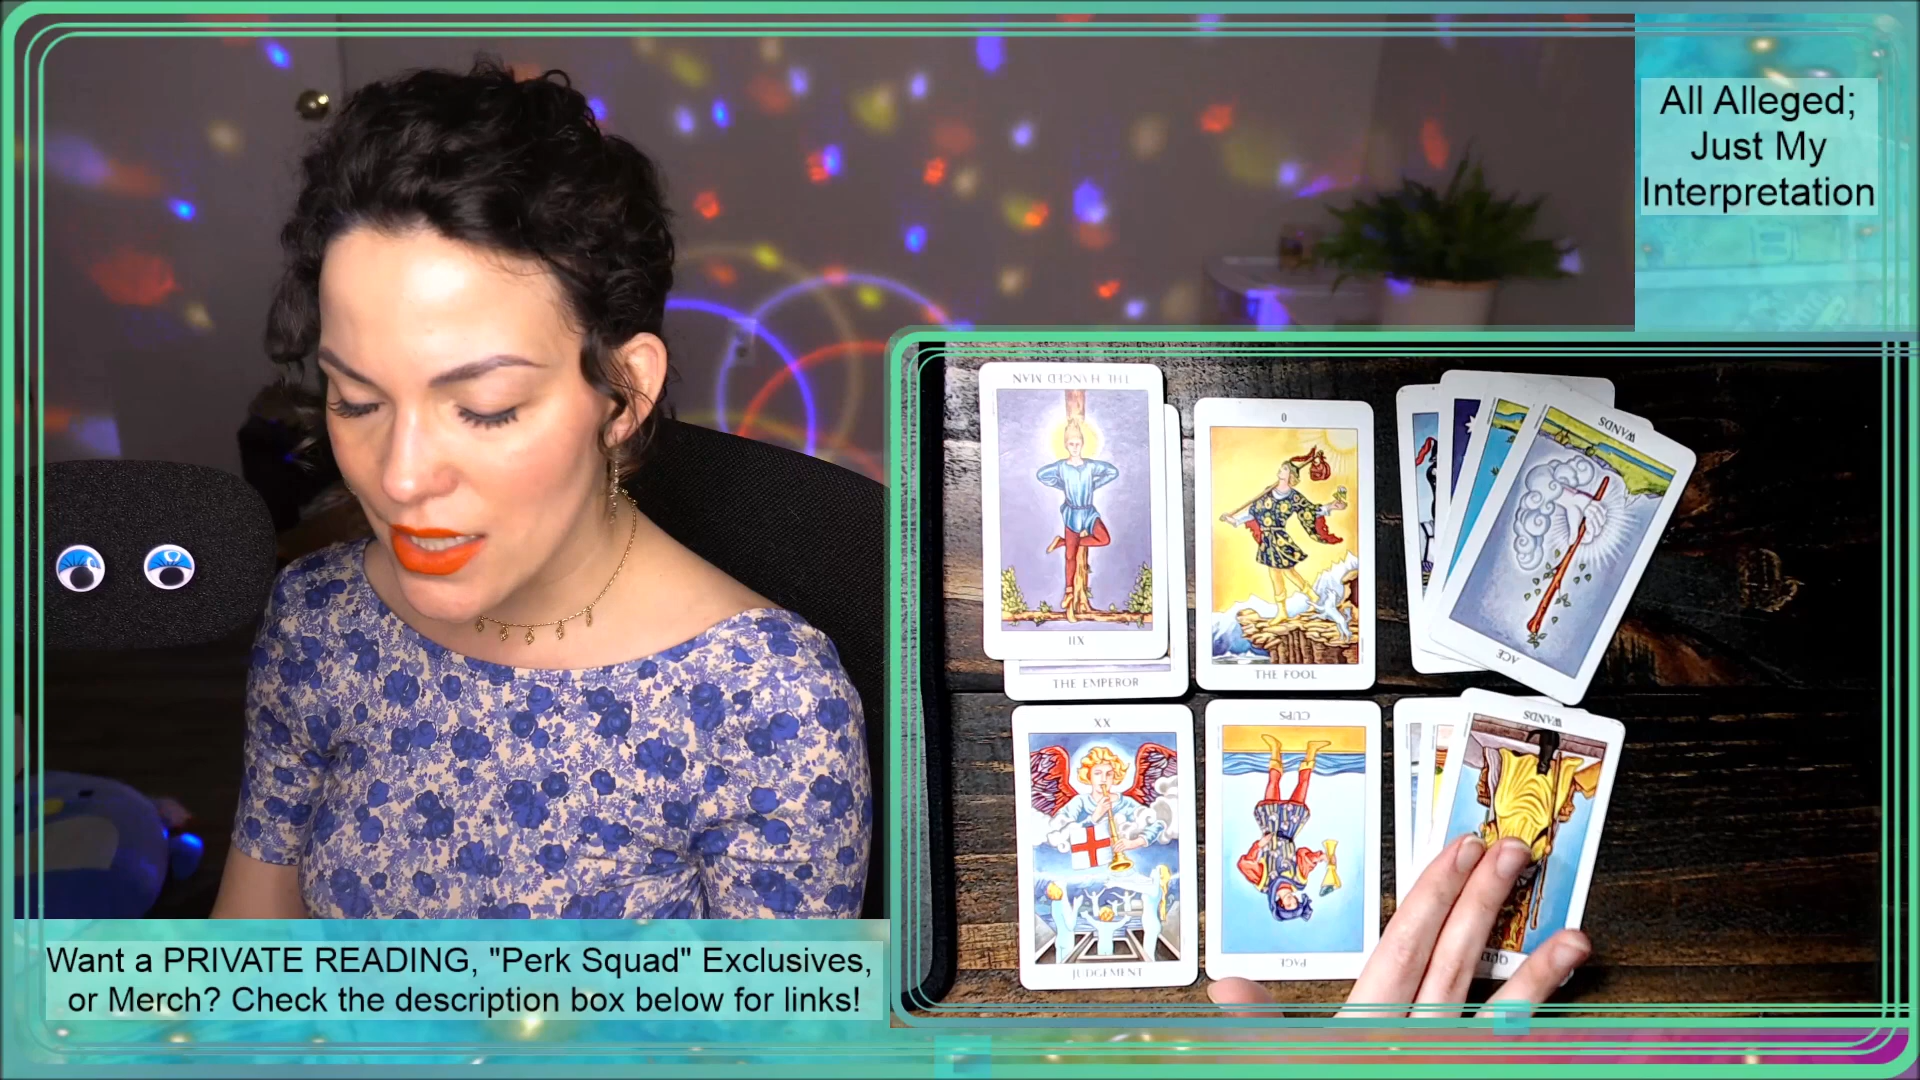 All Alleged;
Just My
Interpretation
THE HANGED MAN
XII
THE EMPEROR
0
THE FOOL
WANDS
ACE
XX
JUDGEMENT
CUPS
PAGE
WANDS
Want a PRIVATE READING, "Perk Squad" Exclusives,
or Merch? Check the description box below for links!